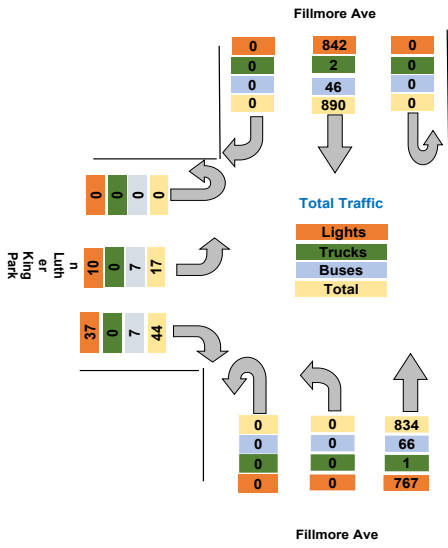 Fillmore Ave
0 842 0
0 2 0
0 46 0
0 890 0
0 0 0 0
Total Traffic
Lights
Trucks
Buses
Total
Luth
er
King
Park
n
10 0 7 17
37 0 7 44
0 0 834
0 0 66
0 0 1
0 0 767
Fillmore Ave